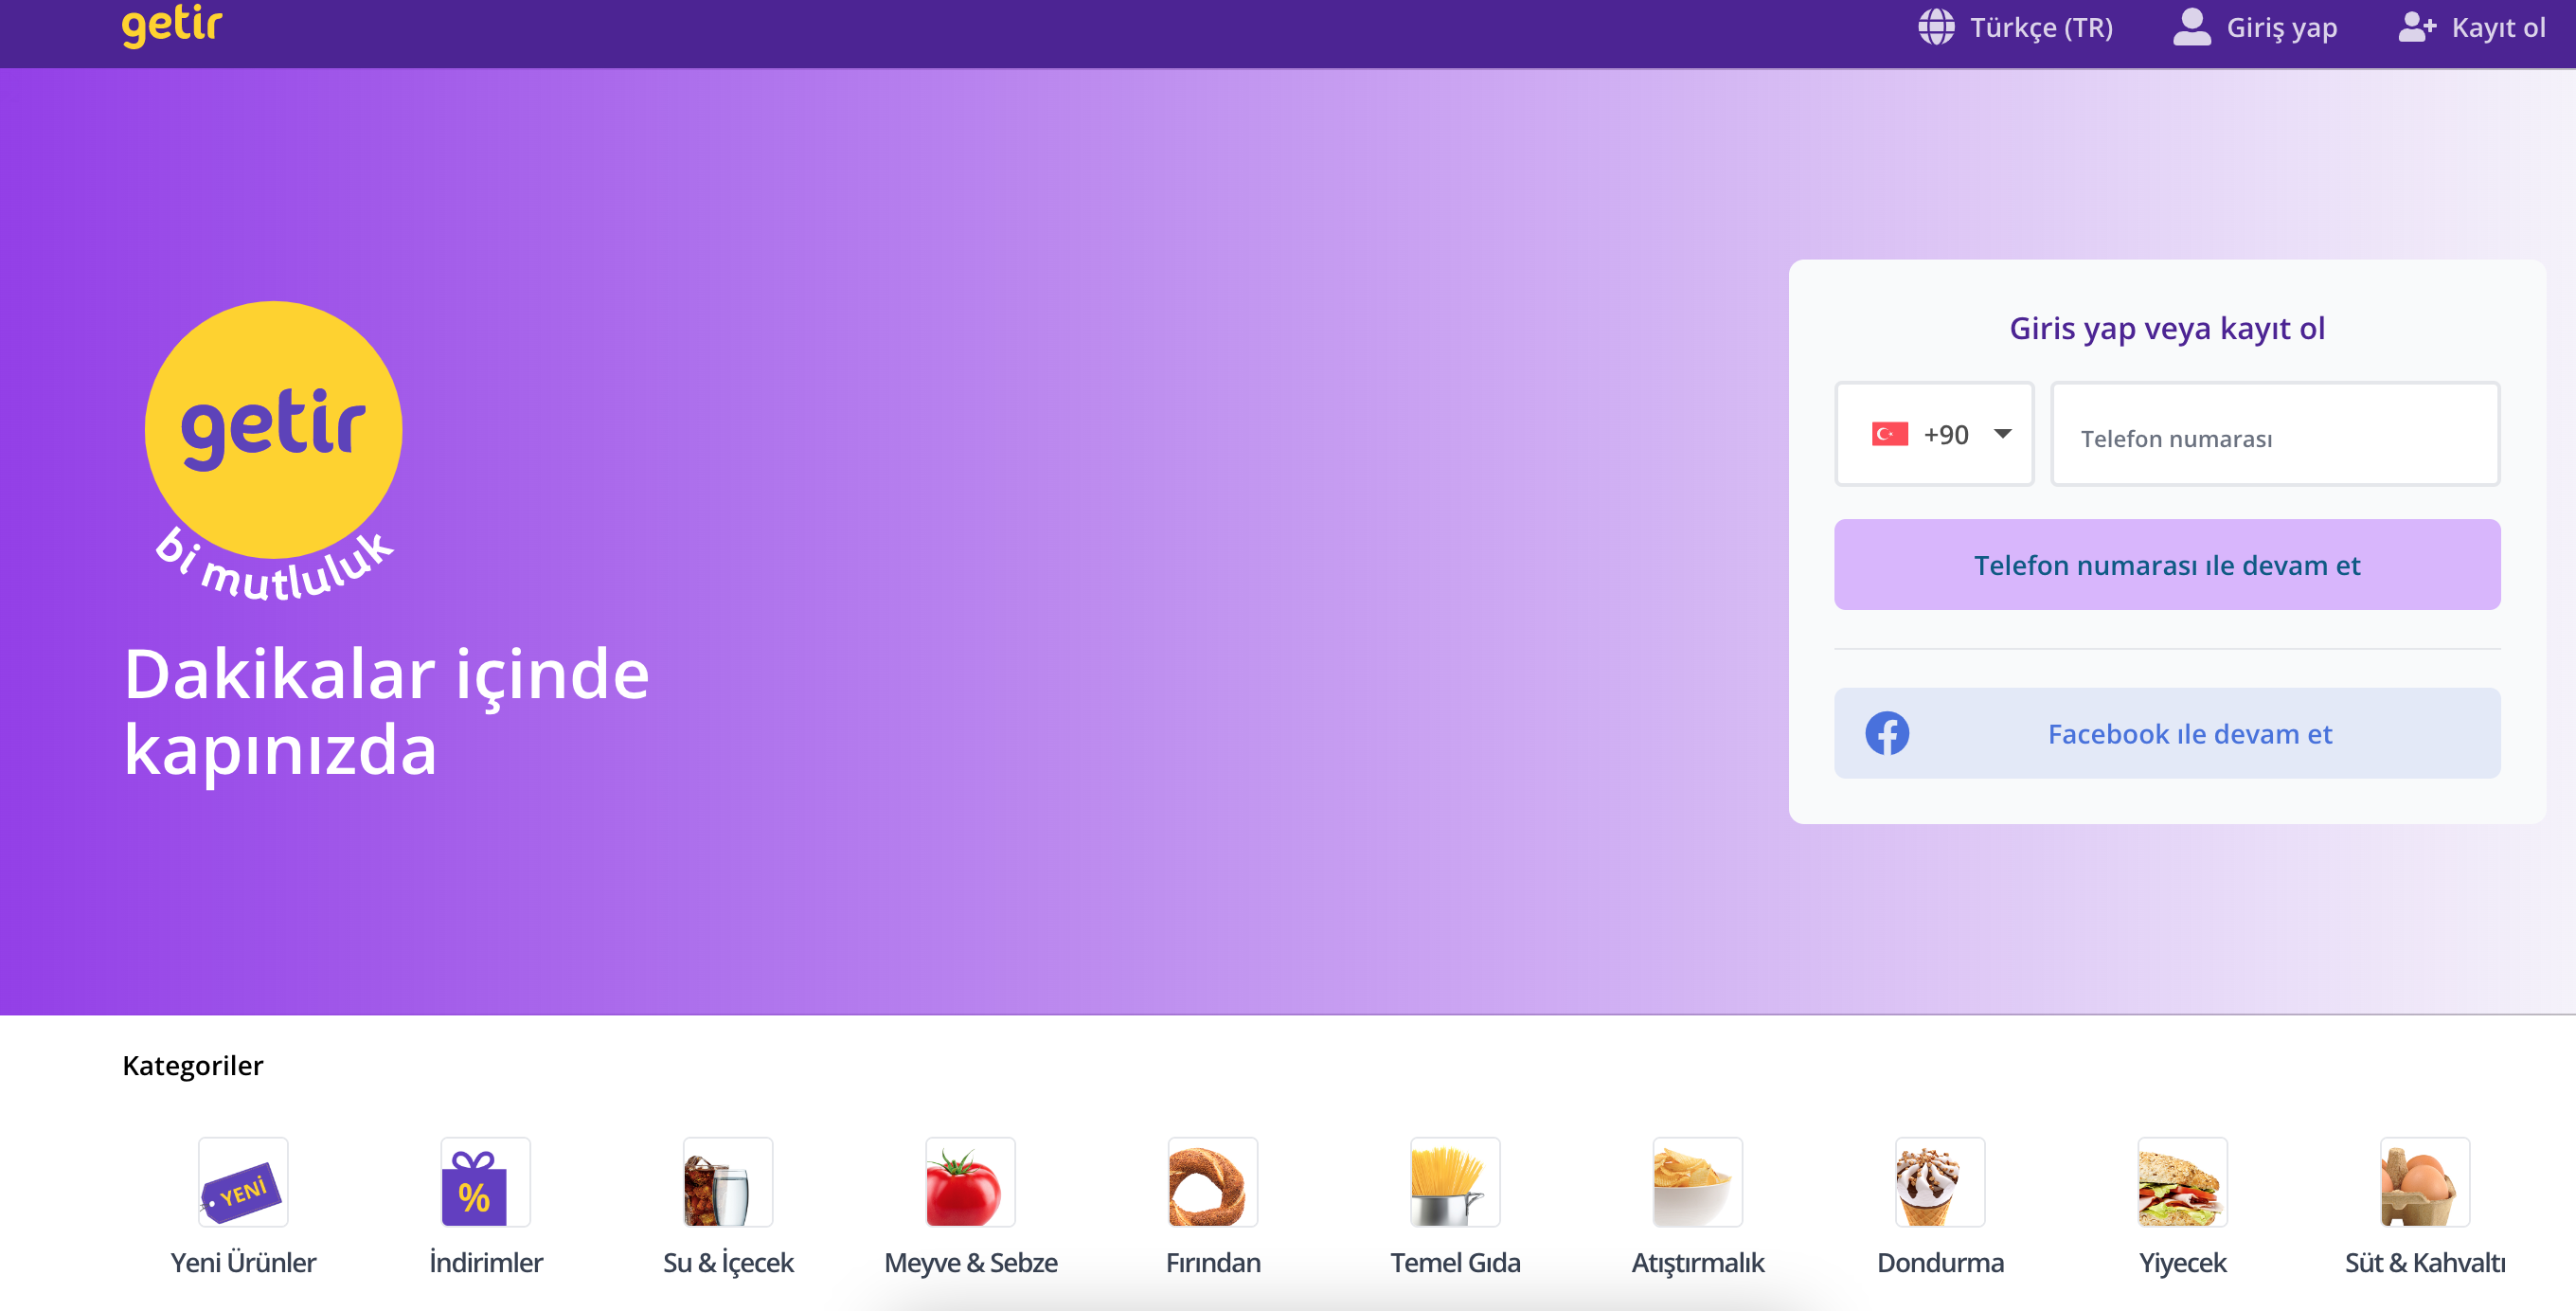 getir
Türkçe (TR)
Giriş yap
Kayıt ol
getir
bi mutluluk
Dakikalar içinde
kapınızda
Giris yap veya kayıt ol
+90
Telefon numarası
Telefon numarası ıle devam et
Facebook ıle devam et
Kategoriler
YENİ
%
Yeni Ürünler
İndirimler
Su & İçecek
Meyve & Sebze
Fırından
Temel Gıda
Atıştırmalık
Dondurma
Yiyecek
Süt & Kahvaltı